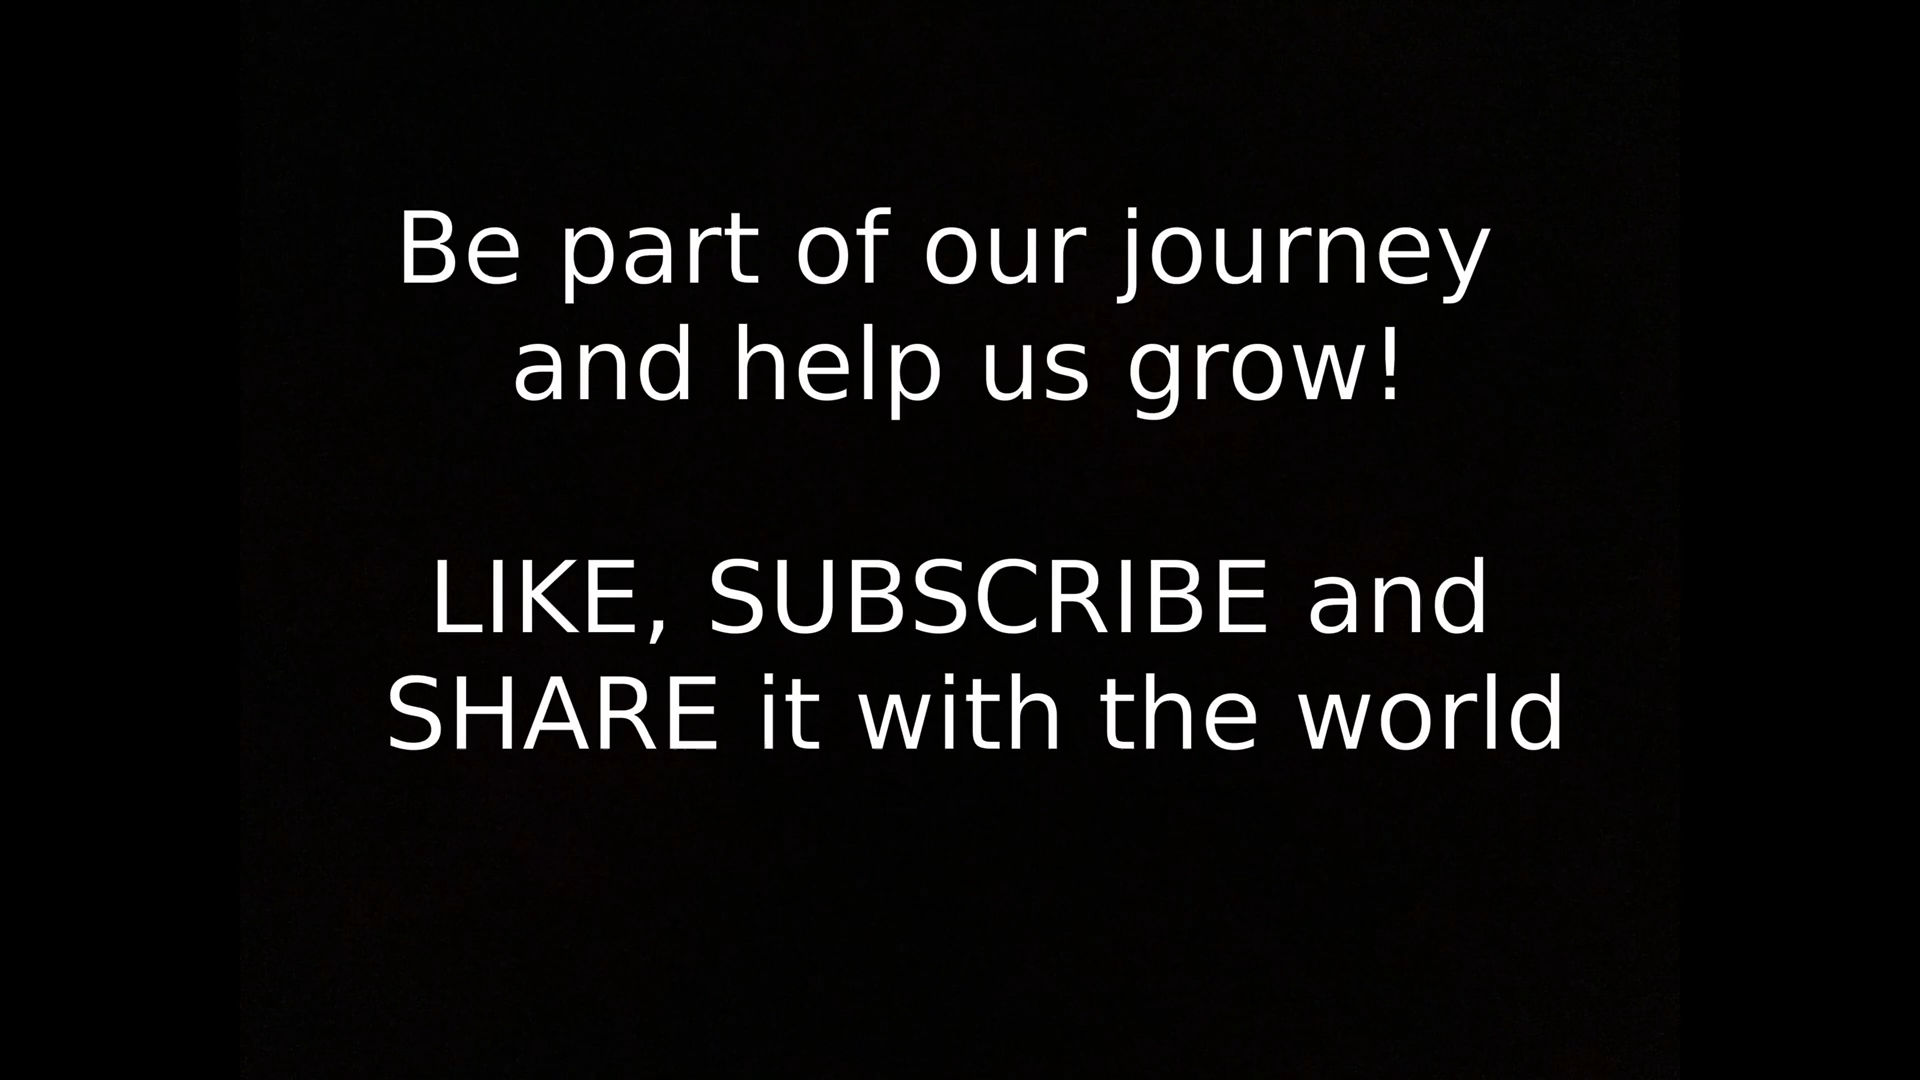 Be part of our journey
and help us grow!
LIKE, SUBSCRIBE and
SHARE it with the world